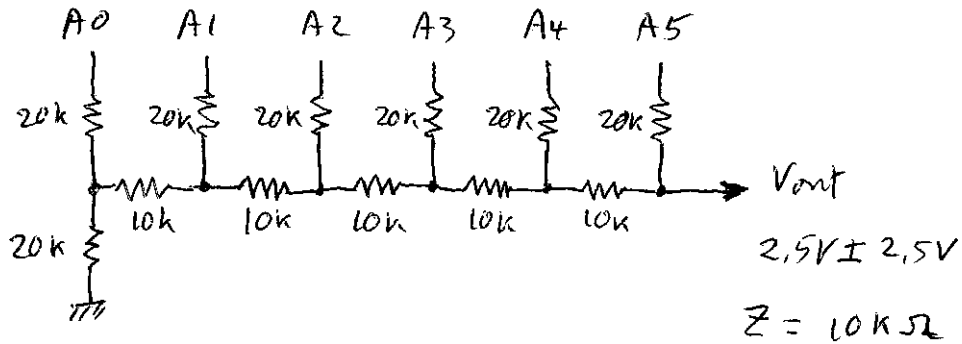 A0 A1 A2 A3 A4 A5
20k 20k 20k 20k 20k 20k
Vout
10k 10k 10k 10k 10k
20k
2,5V ± 2,5V
Z = 10KΩ